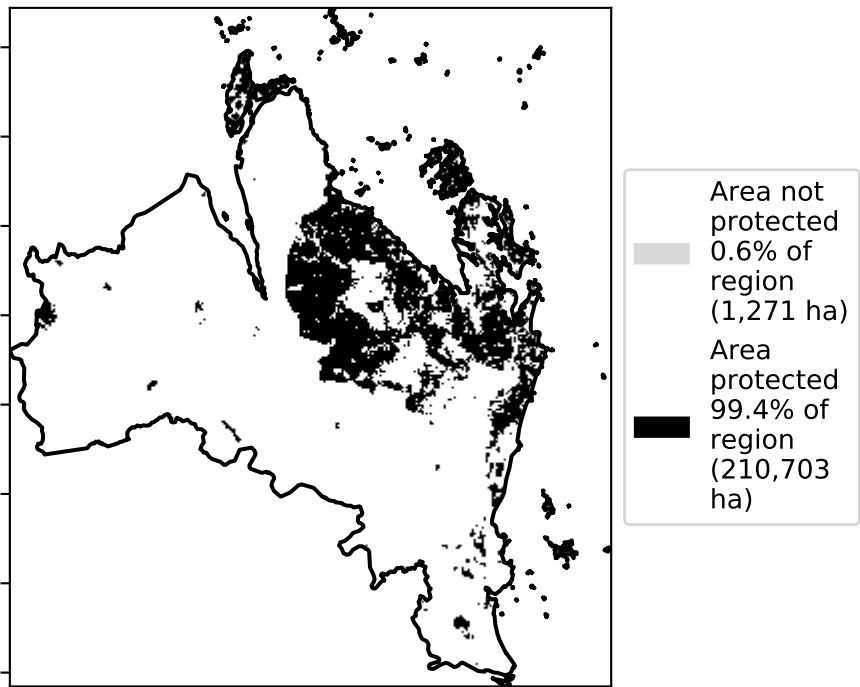 Area not
protected
0.6% of
region
(1,271 ha)
Area
protected
99.4% of
region
(210,703
ha)